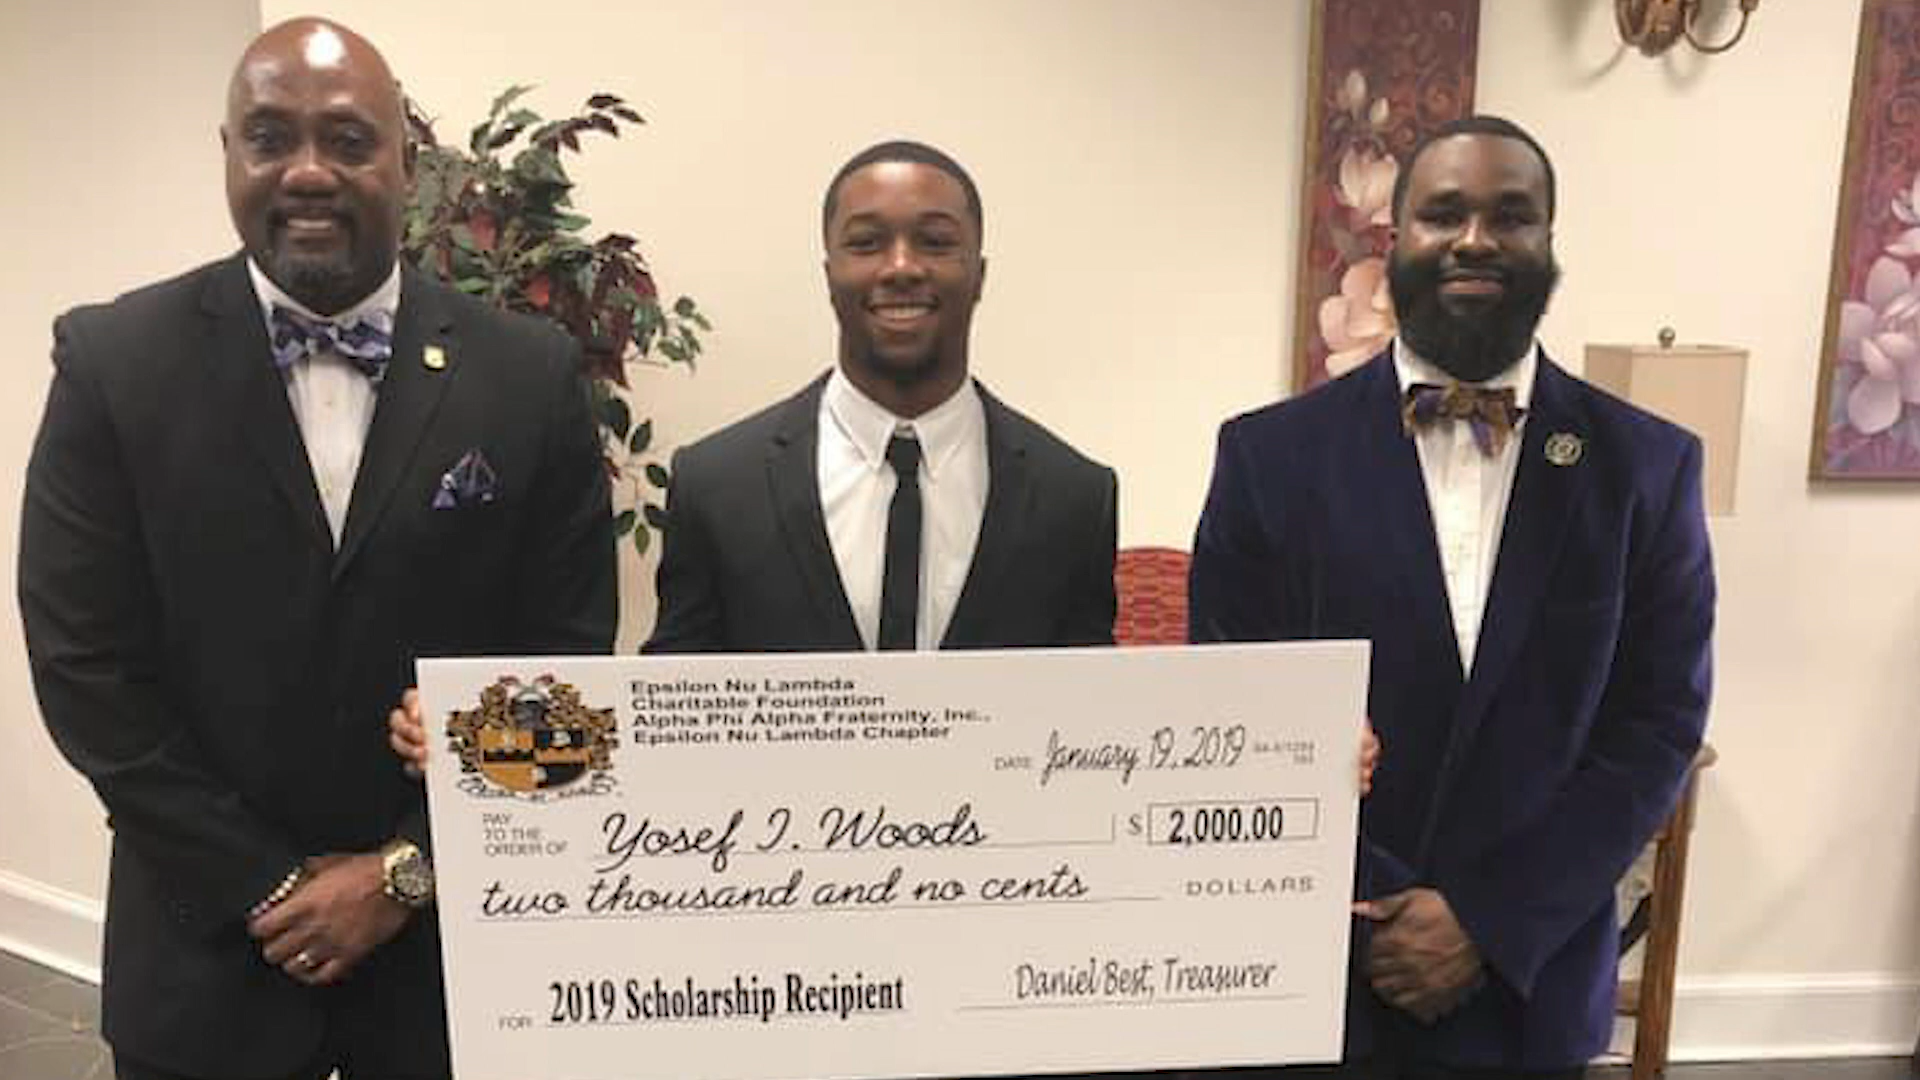 Epsilon Nu Lambda
Charitable Foundation
Alpha Phi Alpha Fraternity, Inc.,
Epsilon Nu Lambda Chapter
DATE January 19, 2019
PAY
TO THE
ORDER OF Yosef I. Woods $ 2,000.00
two thousand and no cents DOLLARS
FOR 2019 Scholarship Recipient Daniel Best, Treasurer